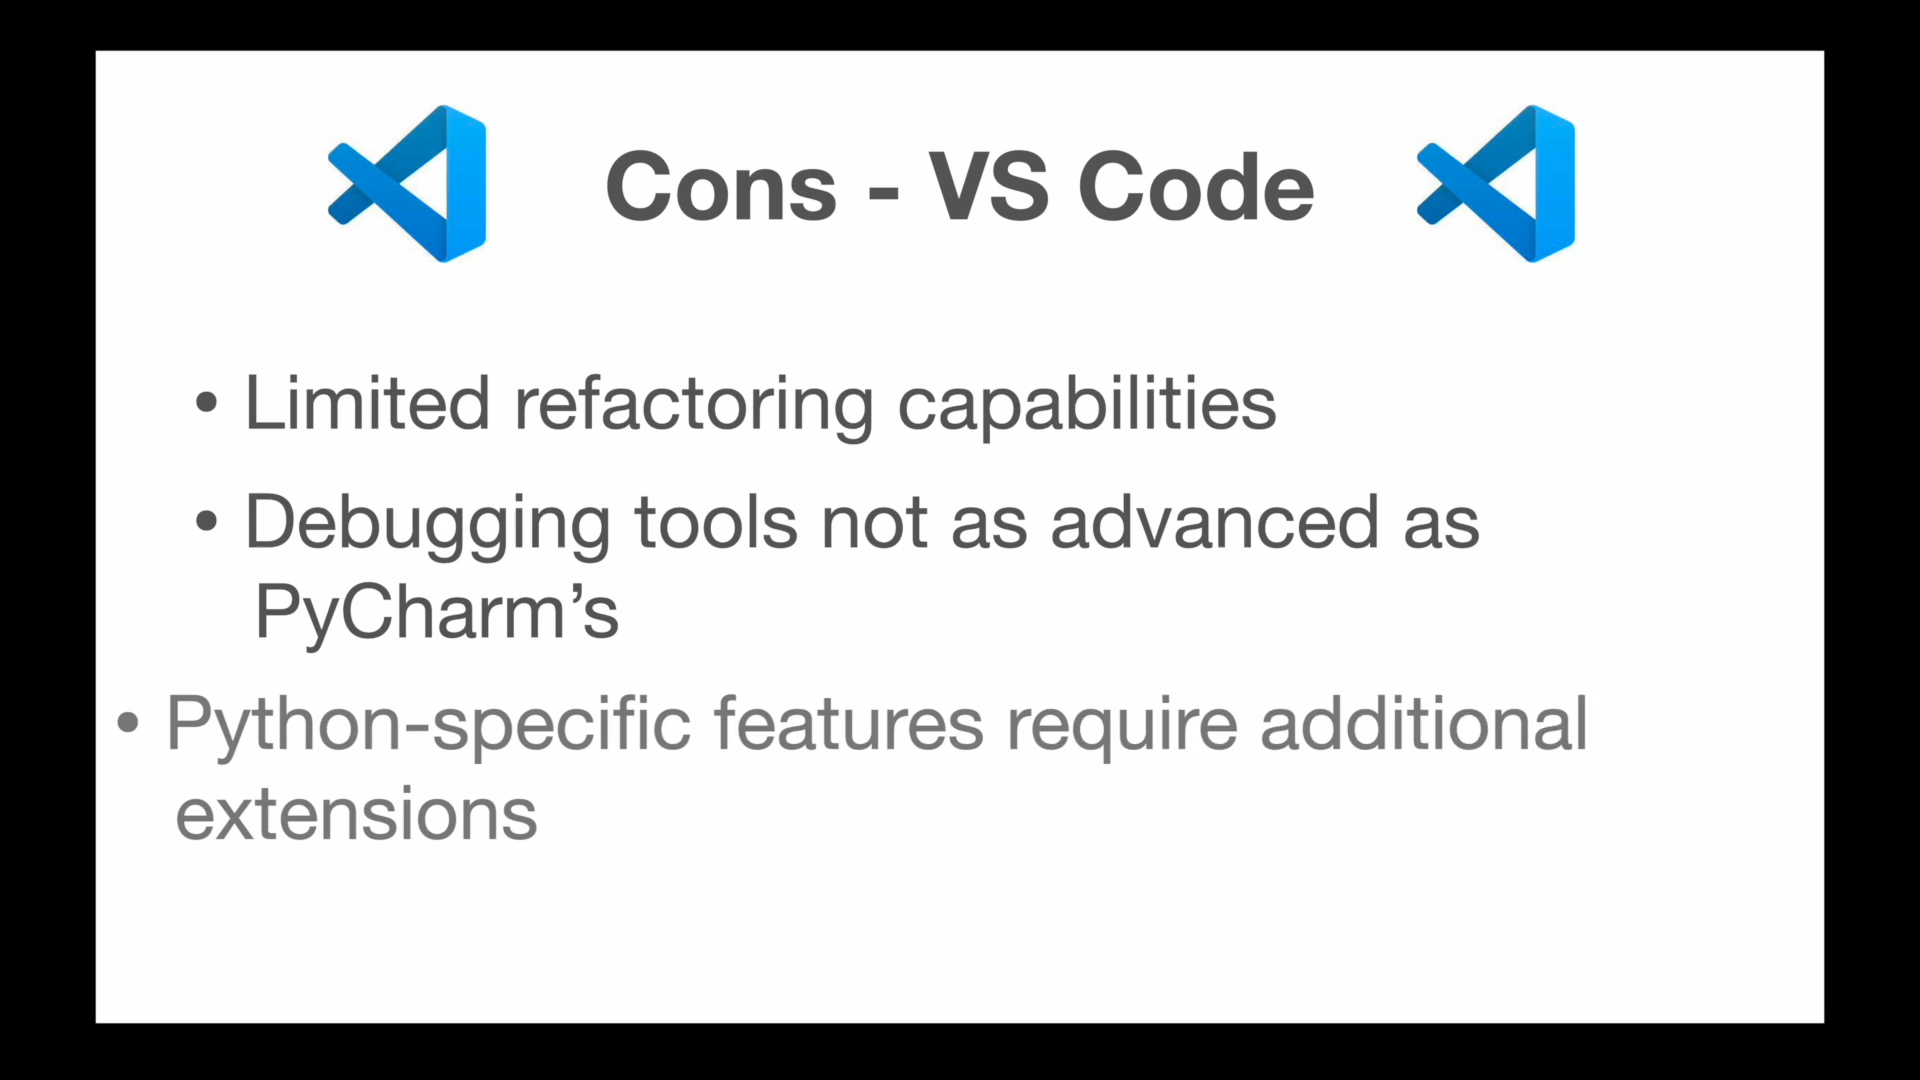 Cons - VS Code
• Limited refactoring capabilities
• Debugging tools not as advanced as
PyCharm’s
• Python-specific features require additional
extensions